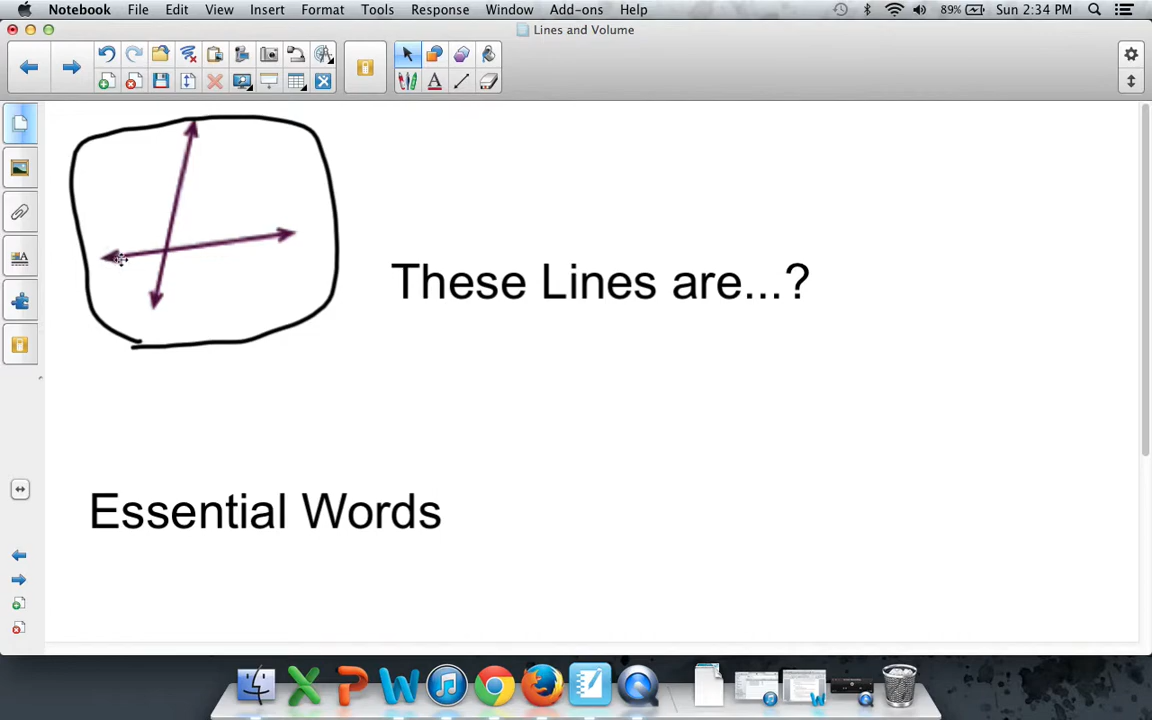 Notebook File Edit View Insert Format Tools Response Window Add-ons Help 89% Sun 2:34 PM
Lines and Volume
These Lines are...?
Essential Words